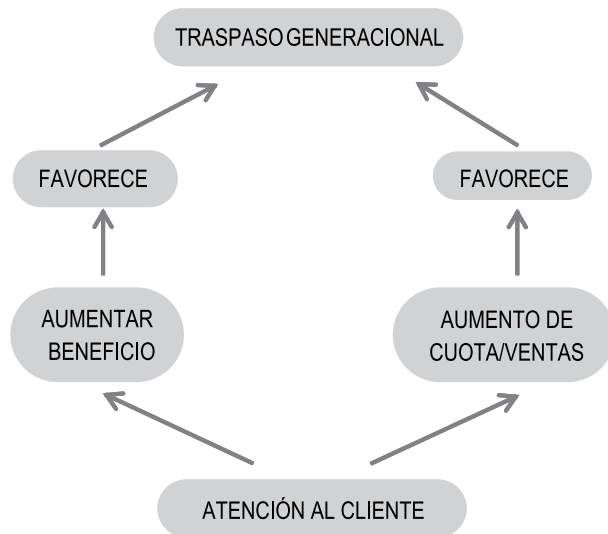 TRASPASO GENERACIONAL
FAVORECE
FAVORECE
AUMENTAR
BENEFICIO
AUMENTO DE
CUOTA/VENTAS
ATENCIÓN AL CLIENTE